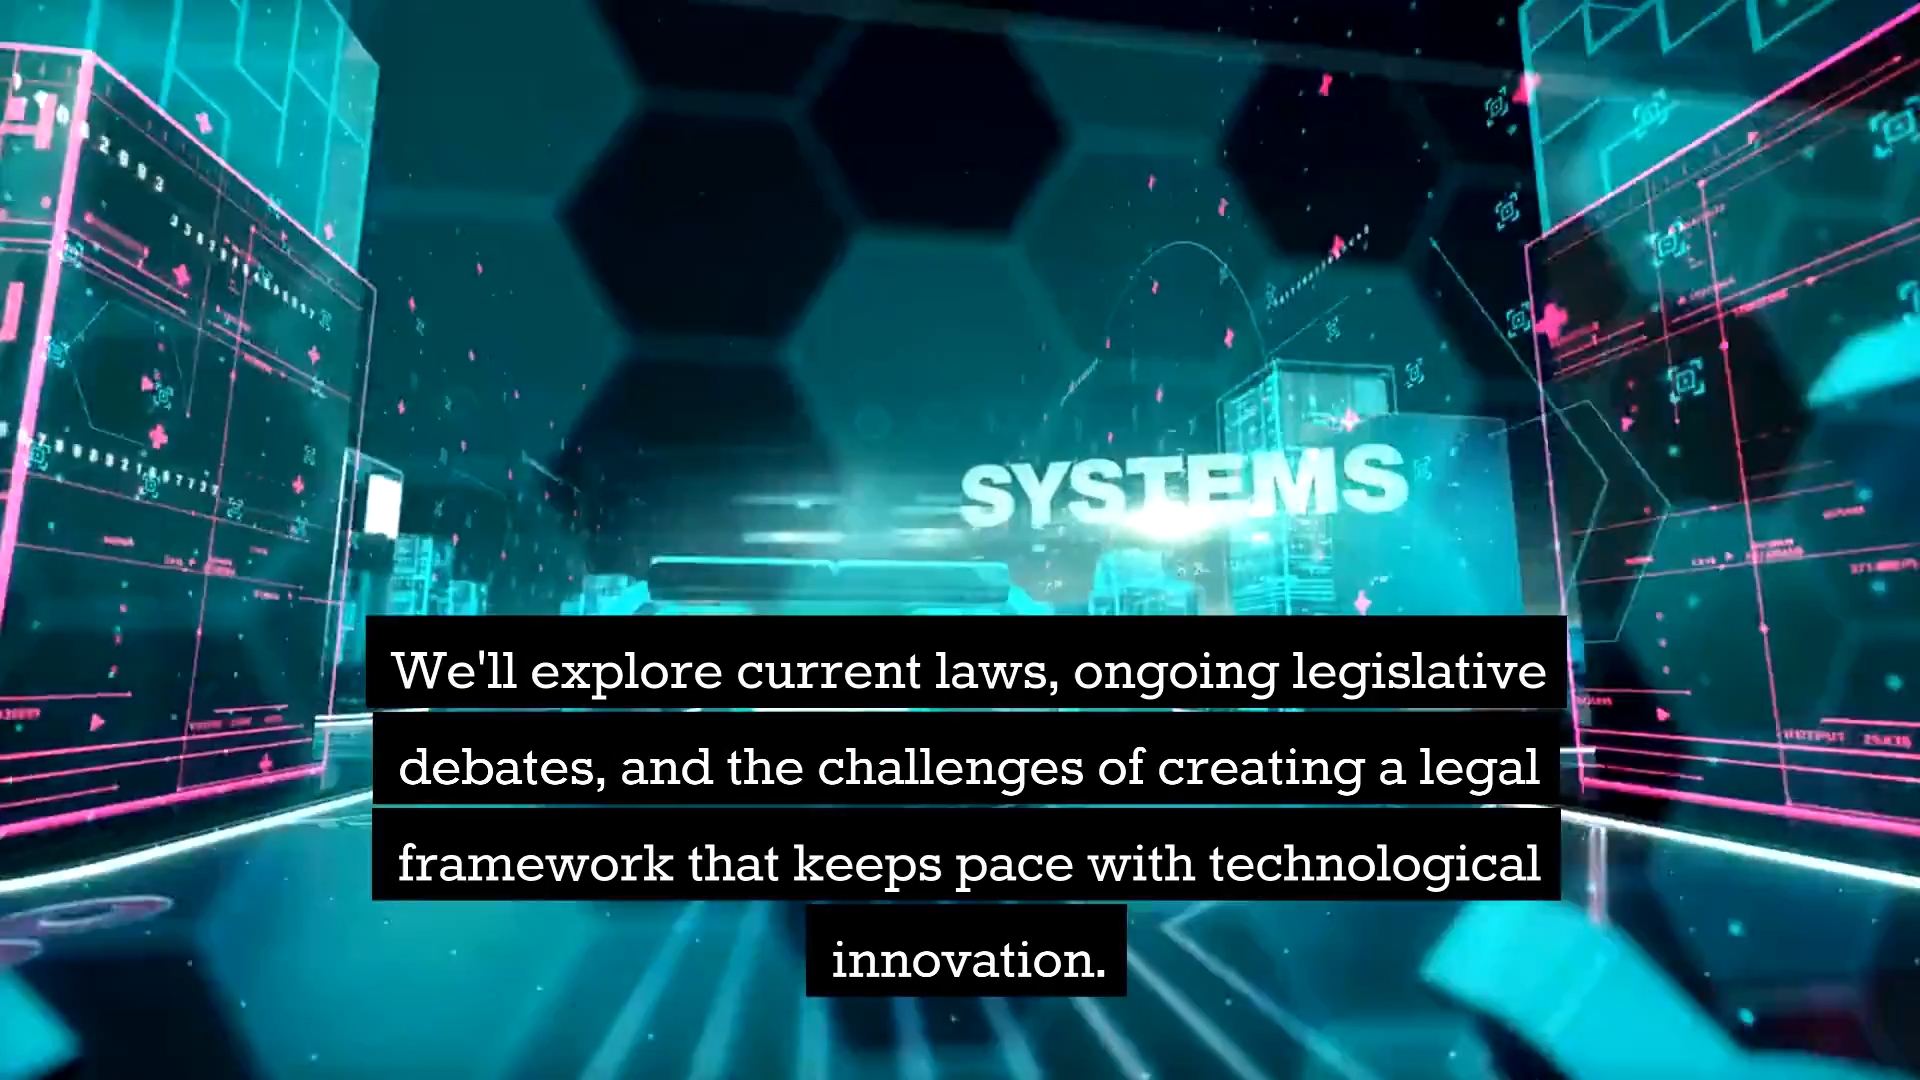 SYSTEMS
We'll explore current laws, ongoing legislative
debates, and the challenges of creating a legal
framework that keeps pace with technological
innovation.